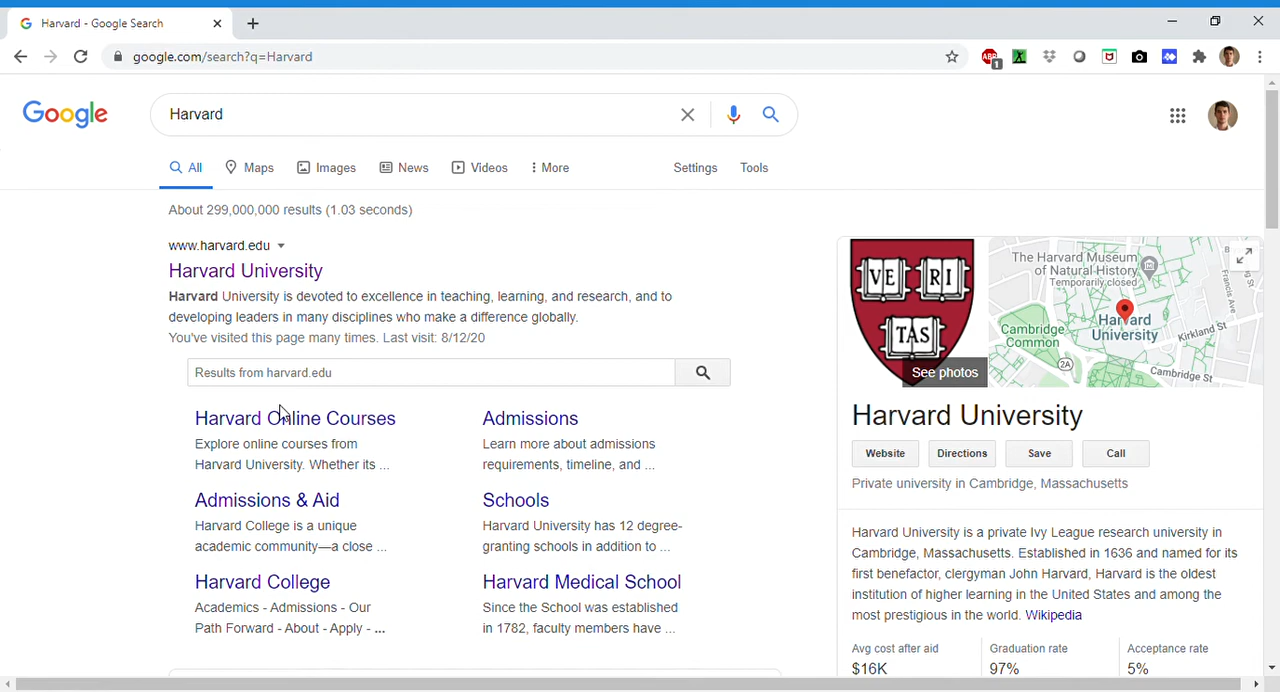 Harvard - Google Search
google.com/search?q=Harvard
ABP
1
Google
Harvard
All
Maps
Images
News
Videos
More
Settings
Tools
About 299,000,000 results (1.03 seconds)
www.harvard.edu
Harvard University
Harvard University is devoted to excellence in teaching, learning, and research, and to
developing leaders in many disciplines who make a difference globally.
You've visited this page many times. Last visit: 8/12/20
Results from harvard.edu
Harvard Online Courses
Explore online courses from
Harvard University. Whether its ...
Admissions
Learn more about admissions
requirements, timeline, and ...
Admissions & Aid
Harvard College is a unique
academic community—a close ...
Schools
Harvard University has 12 degree-
granting schools in addition to ...
Harvard College
Academics - Admissions - Our
Path Forward - About - Apply - ...
Harvard Medical School
Since the School was established
in 1782, faculty members have ...
VE RI
TAS
See photos
The Harvard Museum
of Natural History
Temporarily closed
Harvard
University
Cambridge
Common
Kirkland St
Francis Ave
2A
Cambridge St
Harvard University
Website
Directions
Save
Call
Private university in Cambridge, Massachusetts
Harvard University is a private Ivy League research university in
Cambridge, Massachusetts. Established in 1636 and named for its
first benefactor, clergyman John Harvard, Harvard is the oldest
institution of higher learning in the United States and among the
most prestigious in the world. Wikipedia
Avg cost after aid
$16K
Graduation rate
97%
Acceptance rate
5%